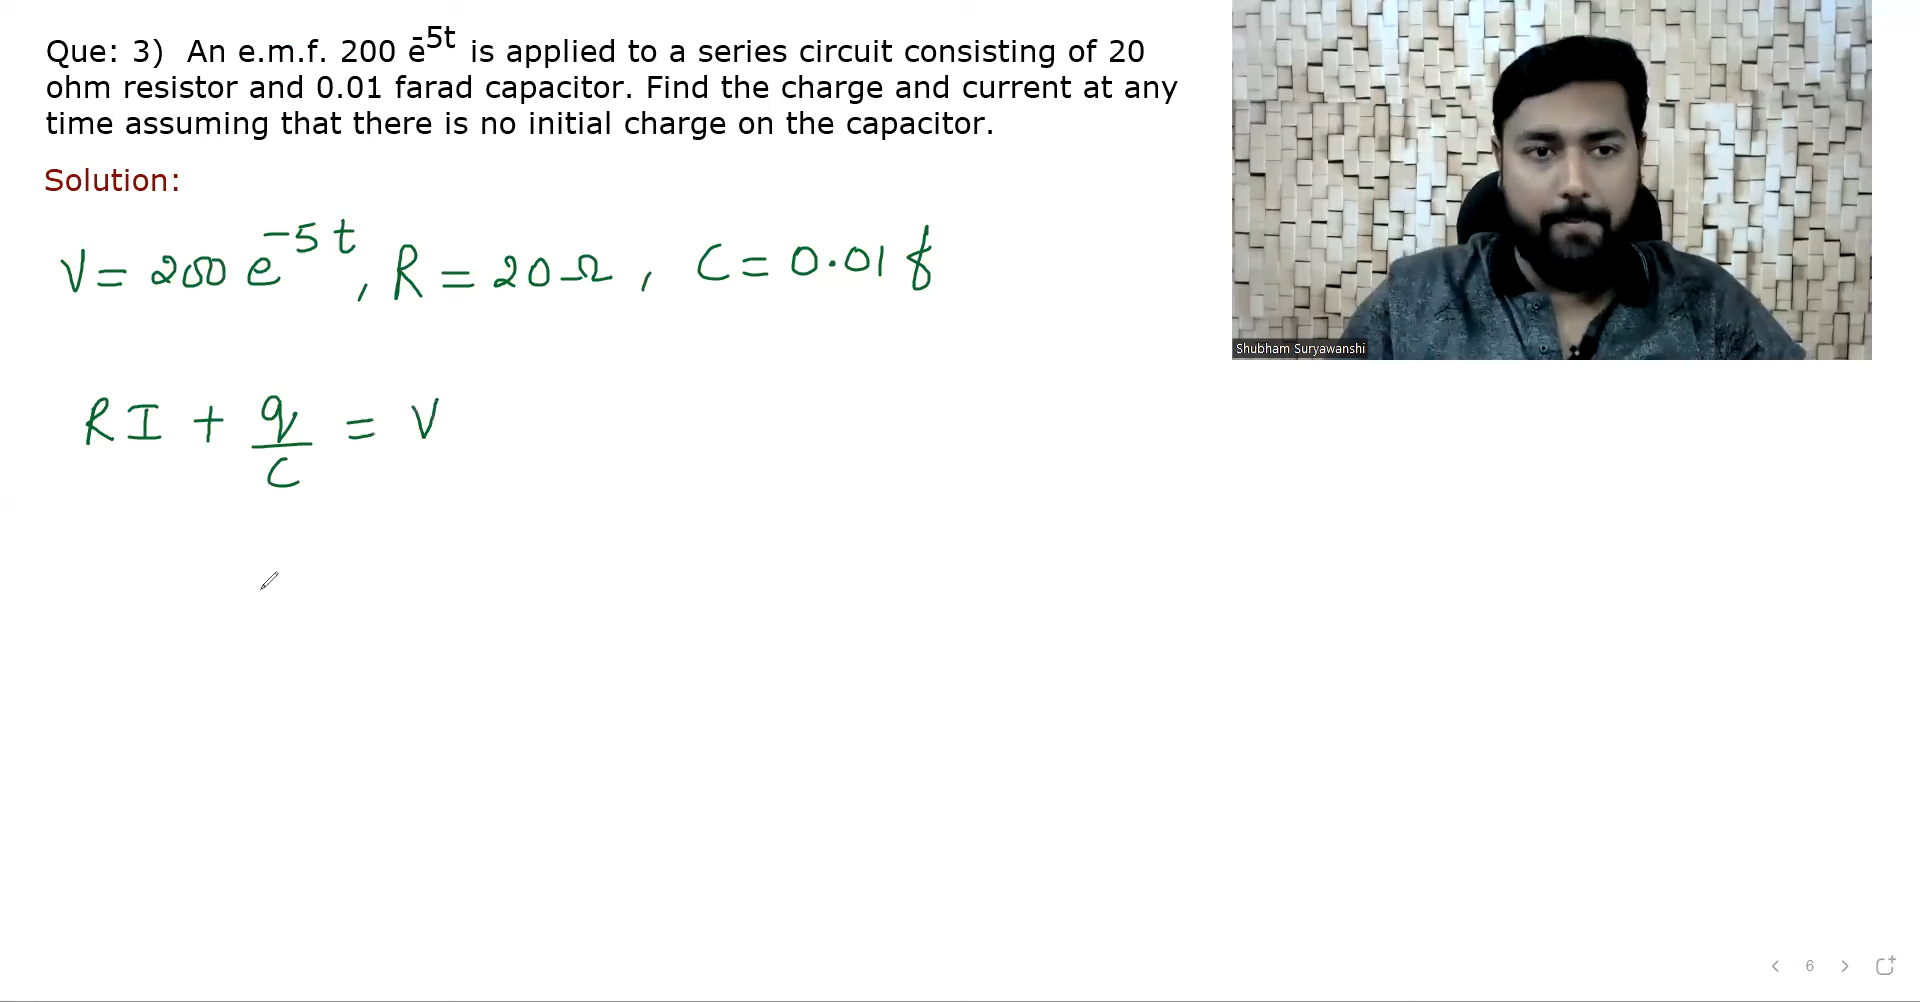 Que: 3)  An e.m.f. 200 e^-5t is applied to a series circuit consisting of 20
ohm resistor and 0.01 farad capacitor. Find the charge and current at any
time assuming that there is no initial charge on the capacitor.
Solution:
V = 200 e^-5t, R = 20Ω, C = 0.01 f
RI + q/C = V
Shubham Suryawanshi
6